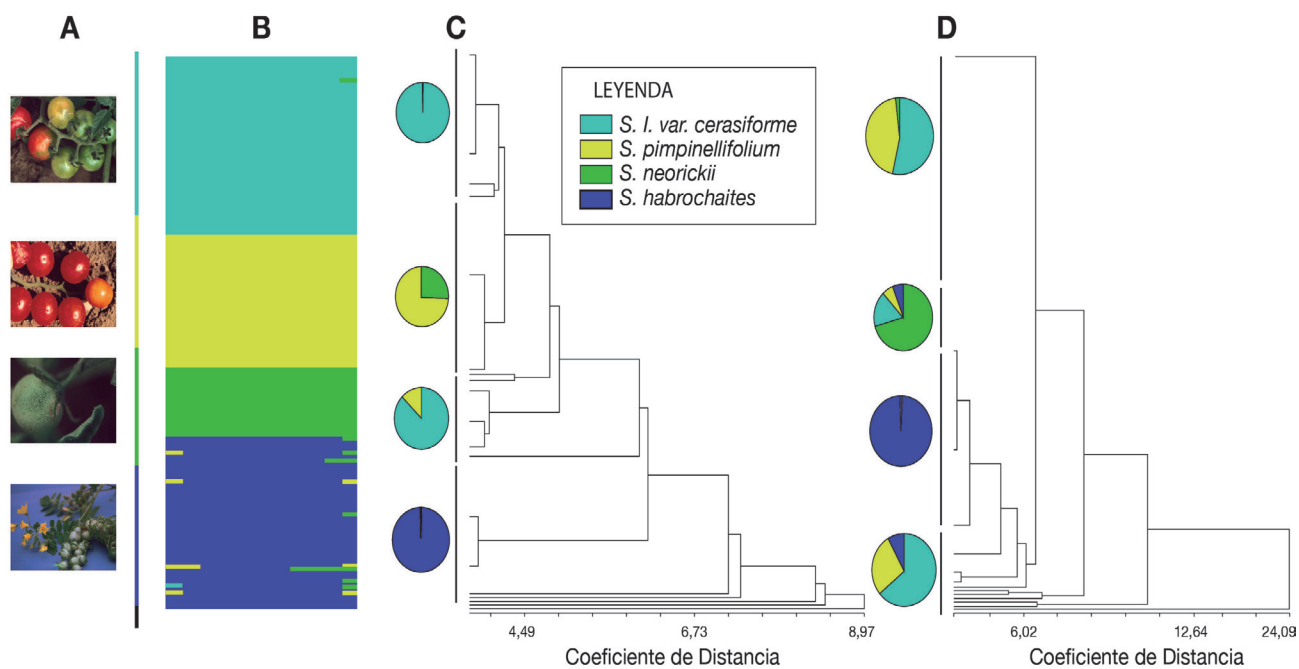 A
B
C
D
LEYENDA
S. l. var. cerasiforme
S. pimpinellifolium
S. neorickii
S. habrochaites
4,49
6,73
8,97
Coeficiente de Distancia
6,02
12,64
24,09
Coeficiente de Distancia